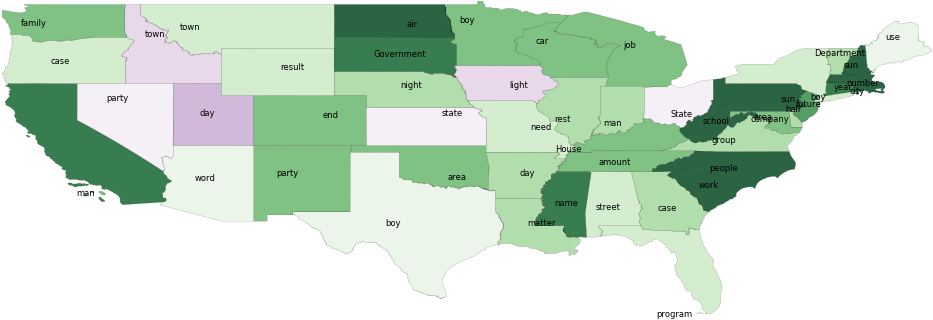 family
town
town
air
boy
car
job
use
case
result
Government
night
light
Department
sun
number
year
city
party
day
end
state
need
rest
man
State
school
sun
boy
future
hall
area
company
House
group
word
party
area
day
amount
people
man
boy
matter
name
street
case
work
program